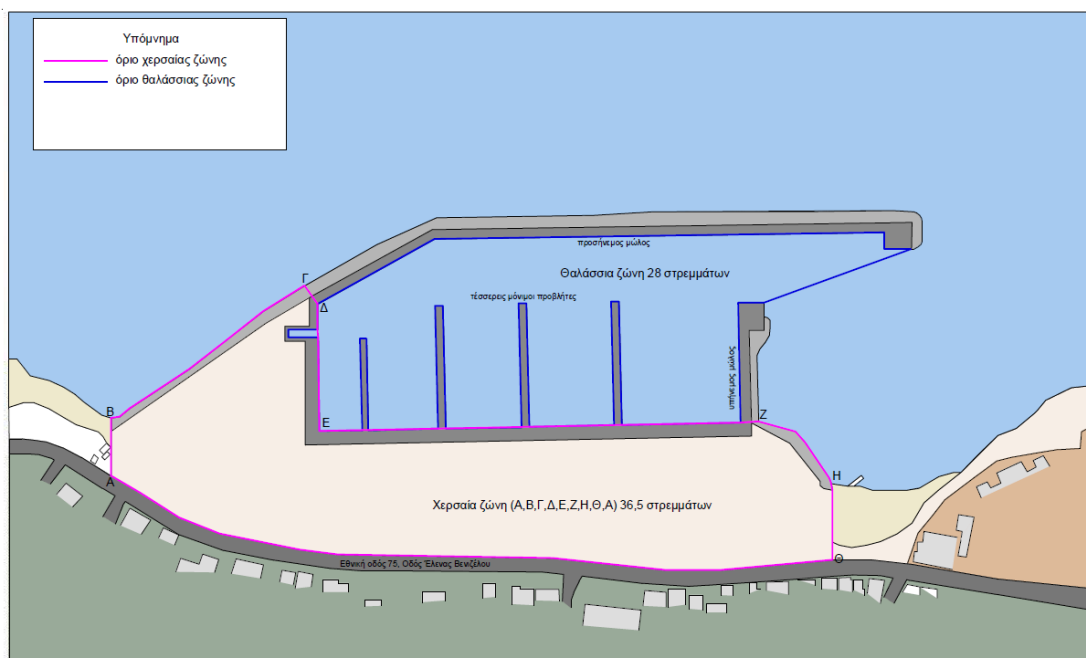 Υπόμνημα
όριο χερσαίας ζώνης
όριο θαλάσσιας ζώνης
προσήνεμος μώλος
Θαλάσσια ζώνη 28 στρεμμάτων
Γ
τέσσερεις μόνιμοι προβλήτες
Δ
υπήνεμος μώλος
Β
Ε
Ζ
Α
Η
Χερσαία ζώνη (Α,Β,Γ,Δ,Ε,Ζ,Η,Θ,Α) 36,5 στρεμμάτων
Θ
Εθνική οδός 75, Οδός Έλενας Βενιζέλου